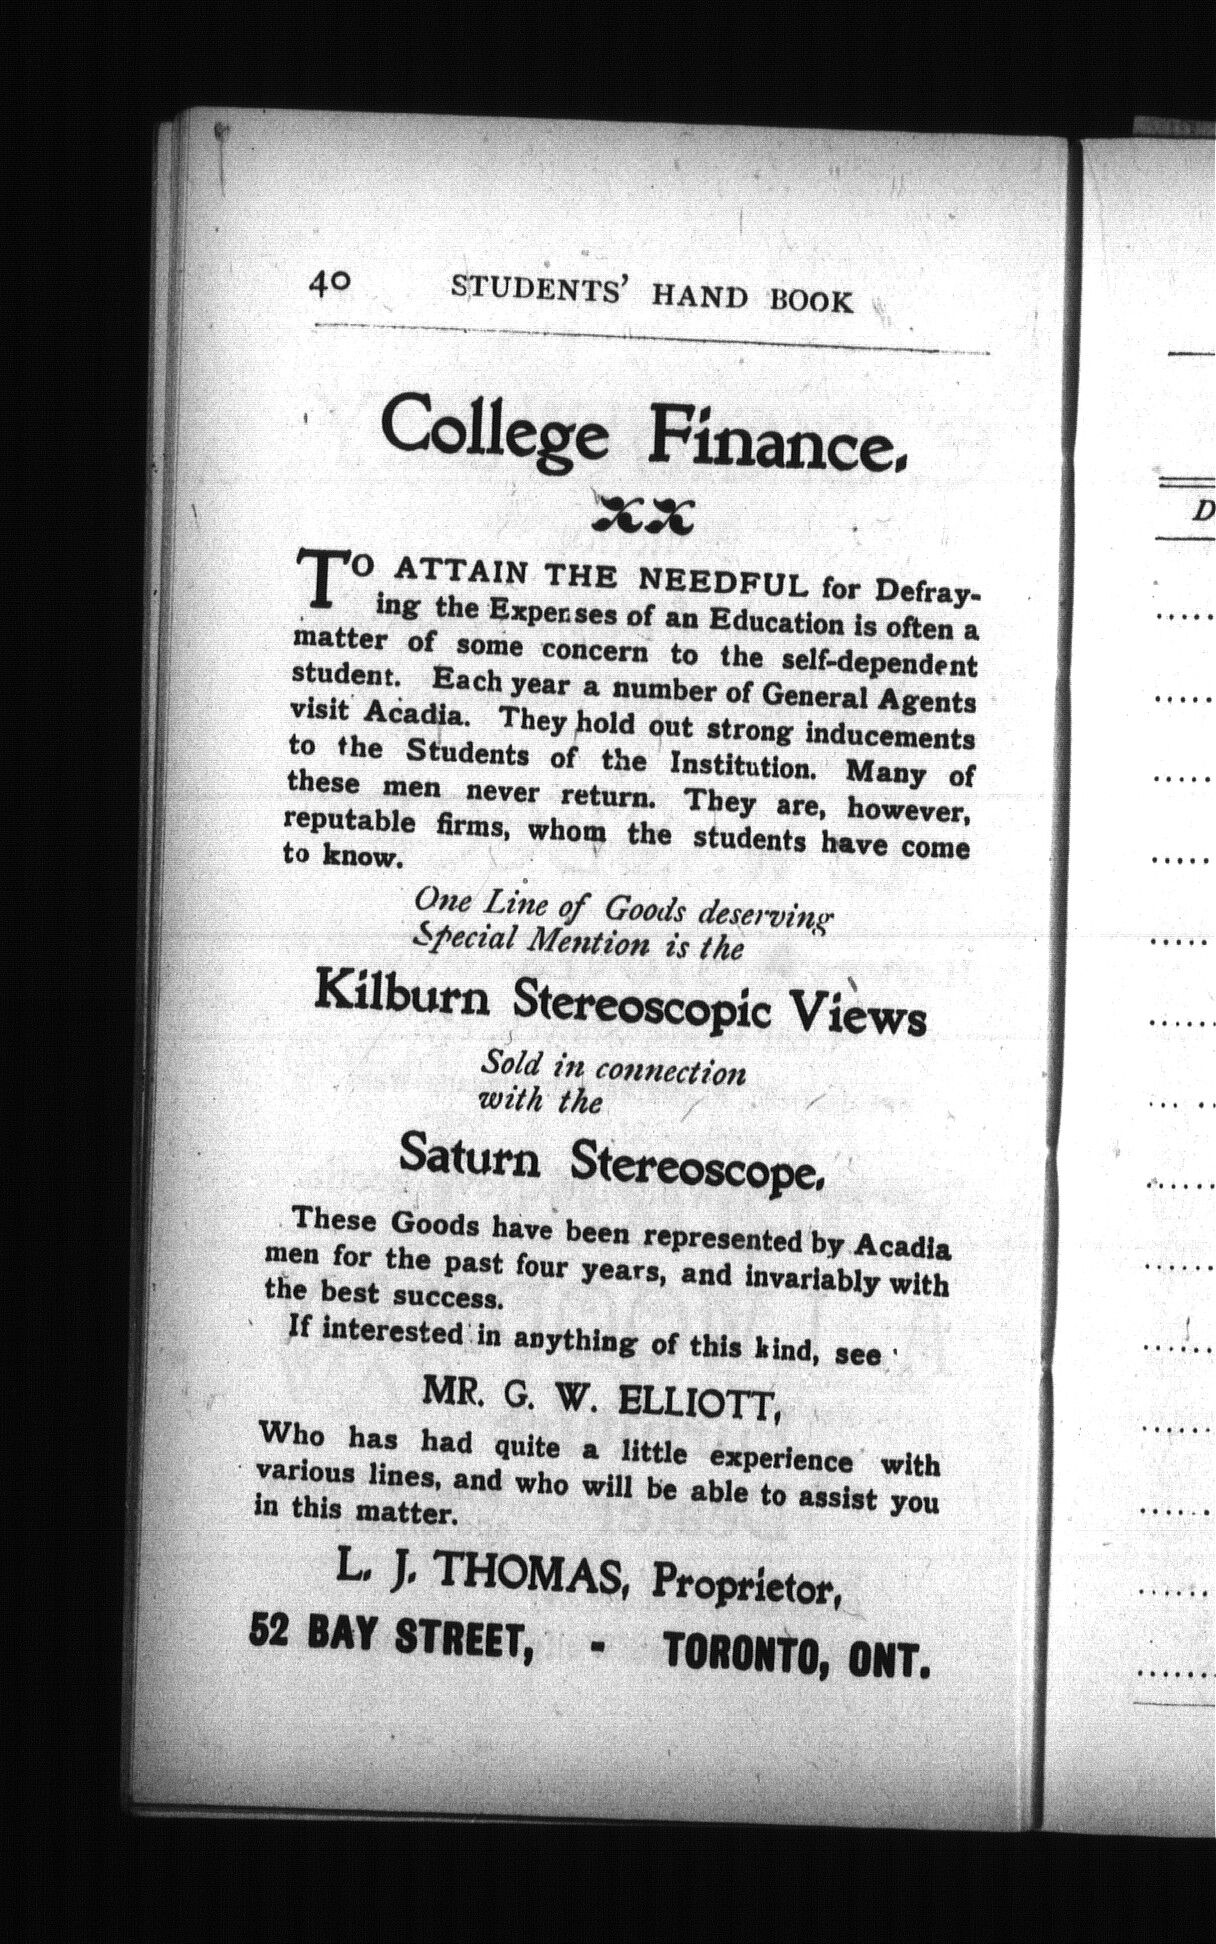 40 STUDENTS' HAND BOOK
College Finance.
TO ATTAIN THE NEEDFUL for Defray-
ing the Expenses of an Education is often a
matter of some concern to the self-dependent
student. Each year a number of General Agents
visit Acadia. They hold out strong inducements
to the Students of the Institution. Many of
these men never return. They are, however,
reputable firms, whom the students have come
to know.
One Line of Goods deserving
Special Mention is the
Kilburn Stereoscopic Views
Sold in connection
with the
Saturn Stereoscope.
These Goods have been represented by Acadia
men for the past four years, and invariably with
the best success.
If interested in anything of this kind, see
MR. G. W. ELLIOTT,
Who has had quite a little experience with
various lines, and who will be able to assist you
in this matter.
L. J. THOMAS, Proprietor,
52 BAY STREET, - TORONTO, ONT.
D